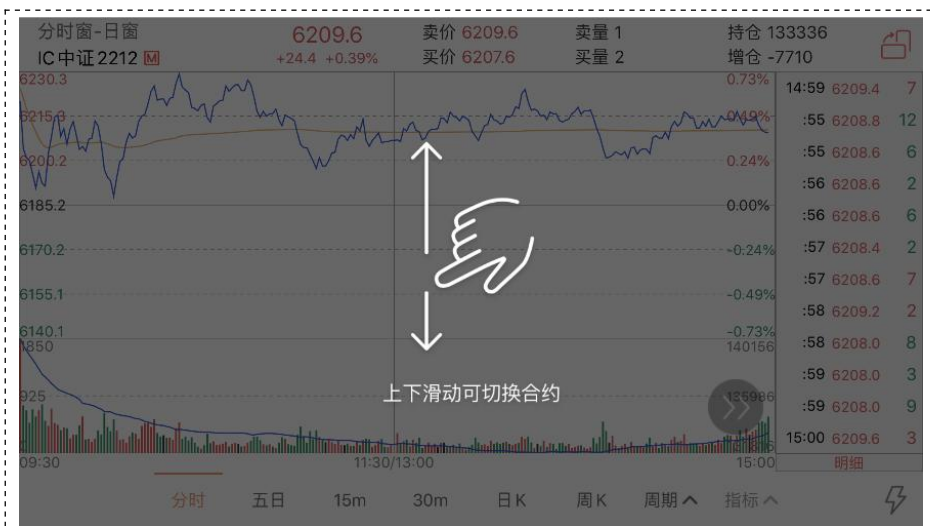 分时窗-日窗 6209.6 卖价 6209.6 卖量 1 持仓 133336
IC中证2212 M +24.4 +0.39% 买价 6207.6 买量 2 增仓 -7710
6230.3 0.73% 14:59 6209.4 7
6215.3 0.49% :55 6208.8 12
6200.2 0.24% :55 6208.6 6
:56 6208.6 2
6185.2 0.00% :56 6208.6 6
6170.2 -0.24% :57 6208.4 2
:57 6208.6 7
6155.1 -0.49% :58 6209.2 2
6140.1 -0.73%
1850 140156 :58 6208.0 8
上下滑动可切换合约
:59 6208.0 3
925
:59 6208.0 9
15:00 6209.6 3
09:30 11:30/13:00 15:00 明细
分时 五日 15m 30m 日K 周K 周期 指标